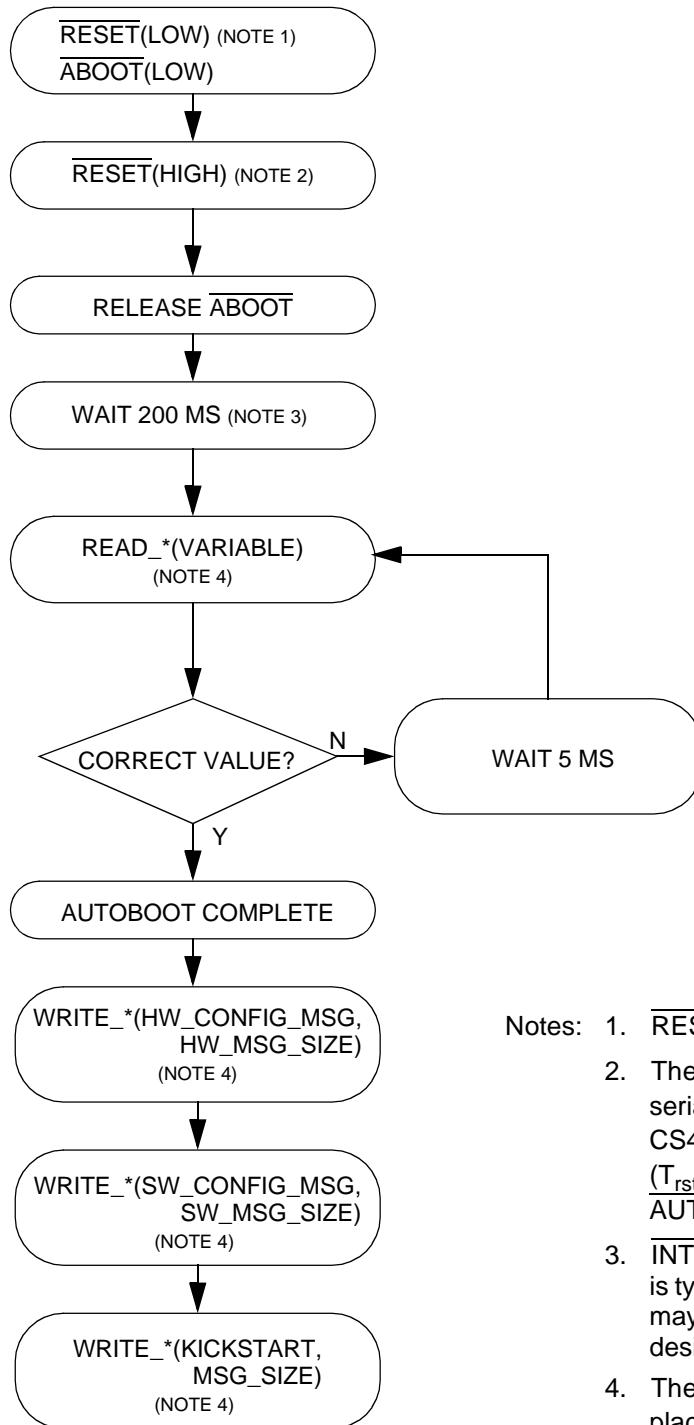 RESET(LOW) (NOTE 1)
ABOOT(LOW)
RESET(HIGH) (NOTE 2)
RELEASE ABOOT
WAIT 200 MS (NOTE 3)
READ_*(VARIABLE)
(NOTE 4)
CORRECT VALUE?
N
WAIT 5 MS
Y
AUTOBOOT COMPLETE
WRITE_*(HW_CONFIG_MSG,
HW_MSG_SIZE)
(NOTE 4)
WRITE_*(SW_CONFIG_MSG,
SW_MSG_SIZE)
(NOTE 4)
WRITE_*(KICKSTART,
MSG_SIZE)
(NOTE 4)
Notes: 1. RES
2. The
seria
CS4
(Trst
AUT
3. INT
is ty
may
desi
4. The
plac